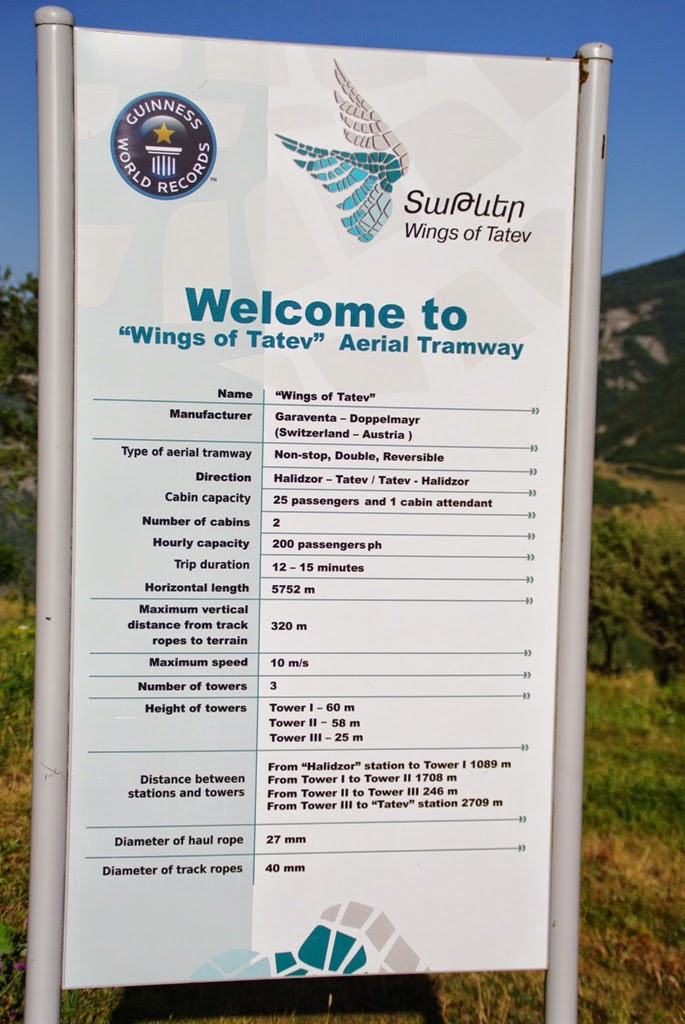 GUINNESS
WORLD RECORDS
™
ՏաԹևեր
Wings of Tatev
Welcome to
“Wings of Tatev” Aerial Tramway
Name “Wings of Tatev”
Manufacturer Garaventa – Doppelmayr
(Switzerland – Austria )
Type of aerial tramway Non-stop, Double, Reversible
Direction Halidzor – Tatev / Tatev - Halidzor
Cabin capacity 25 passengers and 1 cabin attendant
Number of cabins 2
Hourly capacity 200 passengers ph
Trip duration 12 – 15 minutes
Horizontal length 5752 m
Maximum vertical
distance from track 320 m
ropes to terrain
Maximum speed 10 m/s
Number of towers 3
Height of towers Tower I – 60 m
Tower II – 58 m
Tower III – 25 m
From “Halidzor” station to Tower I 1089 m
Distance between From Tower I to Tower II 1708 m
stations and towers From Tower II to Tower III 246 m
From Tower III to “Tatev” station 2709 m
Diameter of haul rope 27 mm
Diameter of track ropes 40 mm